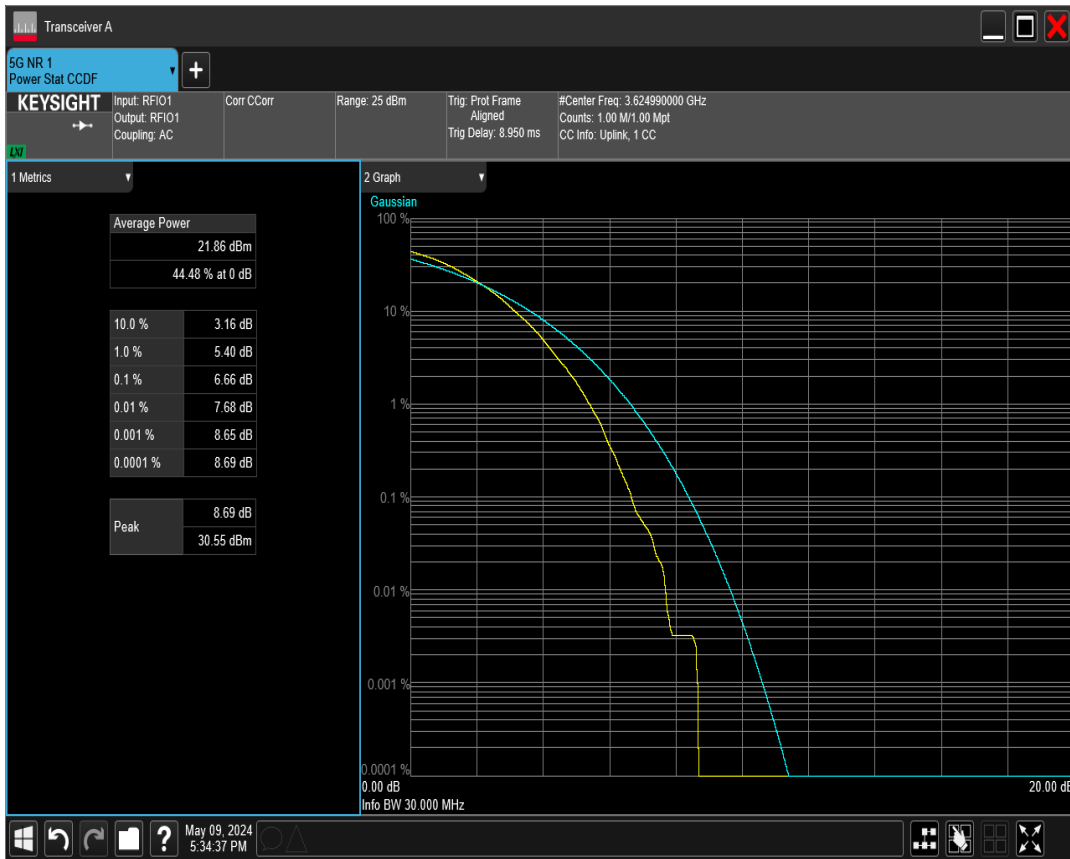 Transceiver A
5G NR 1
Power Stat CCDF
+
KEYSIGHT
LXI
Input: RFIO1
Output: RFIO1
Coupling: AC
Corr CCorr
Range: 25 dBm
Trig: Prot Frame
Aligned
Trig Delay: 8.950 ms
#Center Freq: 3.624990000 GHz
Counts: 1.00 M/1.00 Mpt
CC Info: Uplink, 1 CC
1 Metrics
Average Power
21.86 dBm
44.48 % at 0 dB
10.0 % 3.16 dB
1.0 % 5.40 dB
0.1 % 6.66 dB
0.01 % 7.68 dB
0.001 % 8.65 dB
0.0001 % 8.69 dB
Peak
8.69 dB
30.55 dBm
2 Graph
Gaussian
100 %
10 %
1 %
0.1 %
0.01 %
0.001 %
0.0001 %
0.00 dB
20.00 dB
Info BW 30.000 MHz
?
May 09, 2024
5:34:37 PM